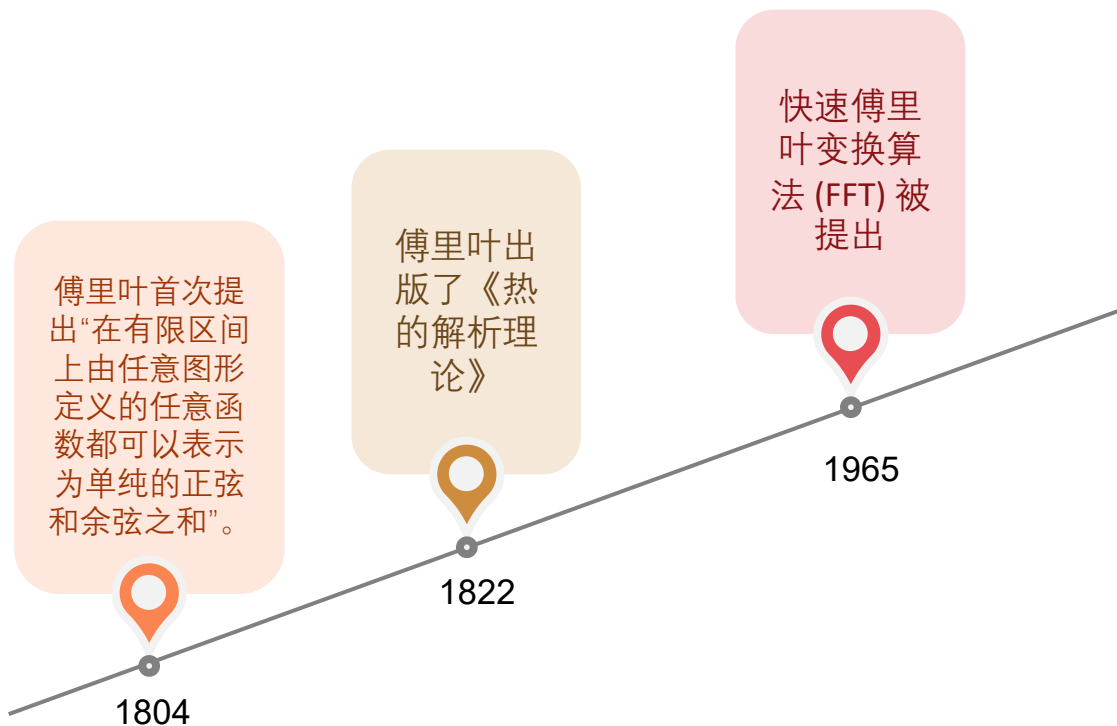 傅里叶首次提
出“在有限区间
上由任意图形
定义的任意函
数都可以表示
为单纯的正弦
和余弦之和”。
1804
傅里叶出
版了《热
的解析理
论》
1822
快速傅里
叶变换算
法 (FFT) 被
提出
1965